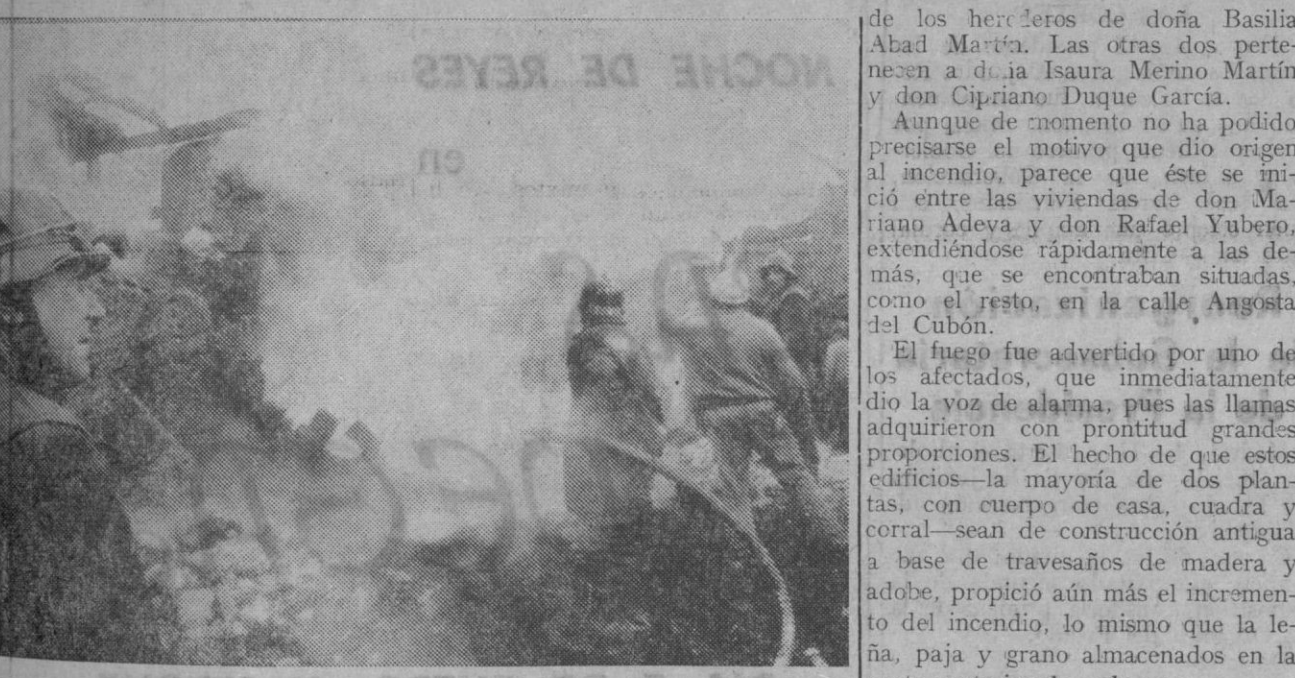 de los herederos de doña Basilia
Abad Martín. Las otras dos perte-
necen a doña Isaura Merino Martín
y don Cipriano Duque García.
Aunque de momento no ha podido
precisarse el motivo que dio origen
al incendio, parece que éste se ini-
ció entre las viviendas de don Ma-
riano Adeva y don Rafael Yubero,
extendiéndose rápidamente a las de-
más, que se encontraban situadas,
como el resto, en la calle Angosta
del Cubón.
El fuego fue advertido por uno de
los afectados, que inmediatamente
dio la voz de alarma, pues las llamas
adquirieron con prontitud grandes
proporciones. El hecho de que estos
edificios—la mayoría de dos plan-
tas, con cuerpo de casa, cuadra y
corral—sean de construcción antigua
a base de travesaños de madera y
adobe, propició aún más el incremen-
to del incendio, lo mismo que la le-
ña, paja y grano almacenados en la
NOCHE DE REYES
en